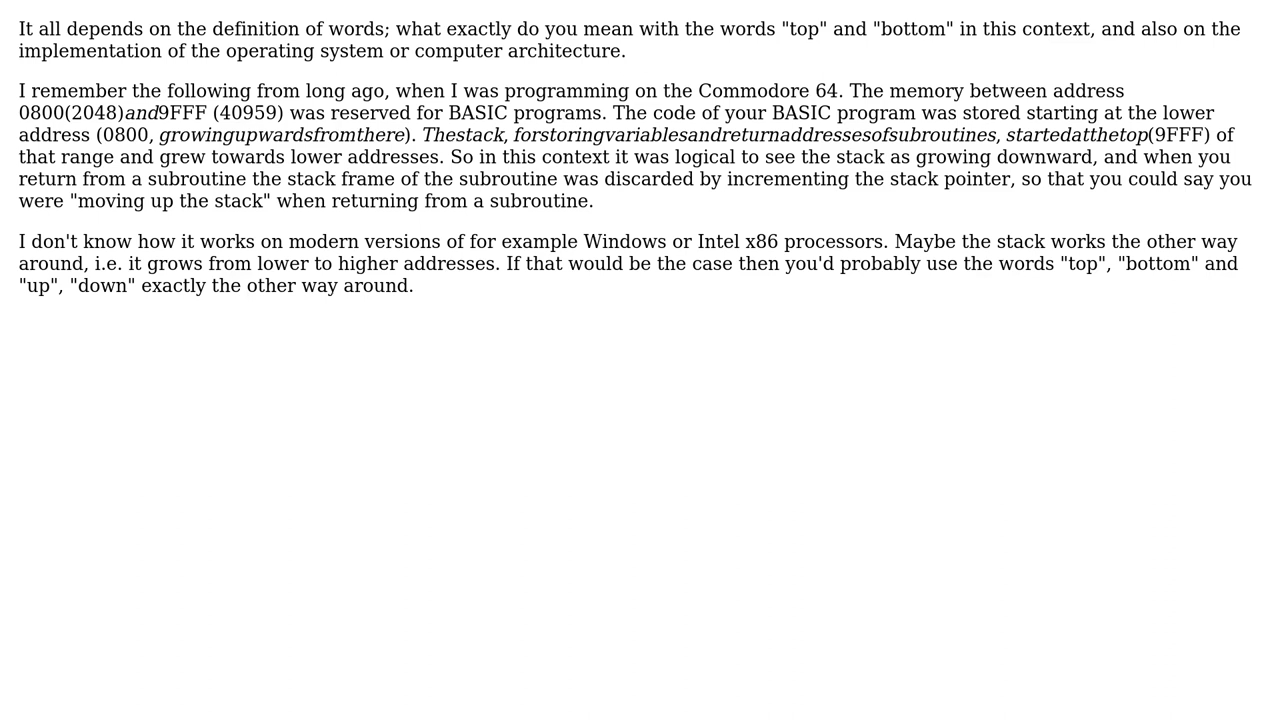 It all depends on the definition of words; what exactly do you mean with the words "top" and "bottom" in this context, and also on the
implementation of the operating system or computer architecture.
I remember the following from long ago, when I was programming on the Commodore 64. The memory between address
0800(2048)and9FFF (40959) was reserved for BASIC programs. The code of your BASIC program was stored starting at the lower
address (0800, growingupwardsfromthere). Thestack, forstoringvariablesandreturnaddressesofsubroutines, startedatthetop(9FFF) of
that range and grew towards lower addresses. So in this context it was logical to see the stack as growing downward, and when you
return from a subroutine the stack frame of the subroutine was discarded by incrementing the stack pointer, so that you could say you
were "moving up the stack" when returning from a subroutine.
I don't know how it works on modern versions of for example Windows or Intel x86 processors. Maybe the stack works the other way
around, i.e. it grows from lower to higher addresses. If that would be the case then you'd probably use the words "top", "bottom" and
"up", "down" exactly the other way around.